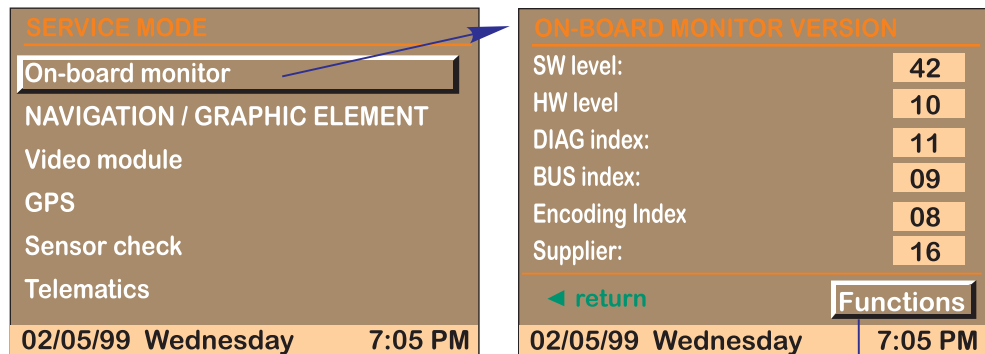 SERVICE MODE
On-board monitor
NAVIGATION / GRAPHIC ELEMENT
Video module
GPS
Sensor check
Telematics
02/05/99 Wednesday 7:05 PM
ON-BOARD MONITOR VERSION
SW level: 42
HW level 10
DIAG index: 11
BUS index: 09
Encoding Index 08
Supplier: 16
◄ return Functions
02/05/99 Wednesday 7:05 PM